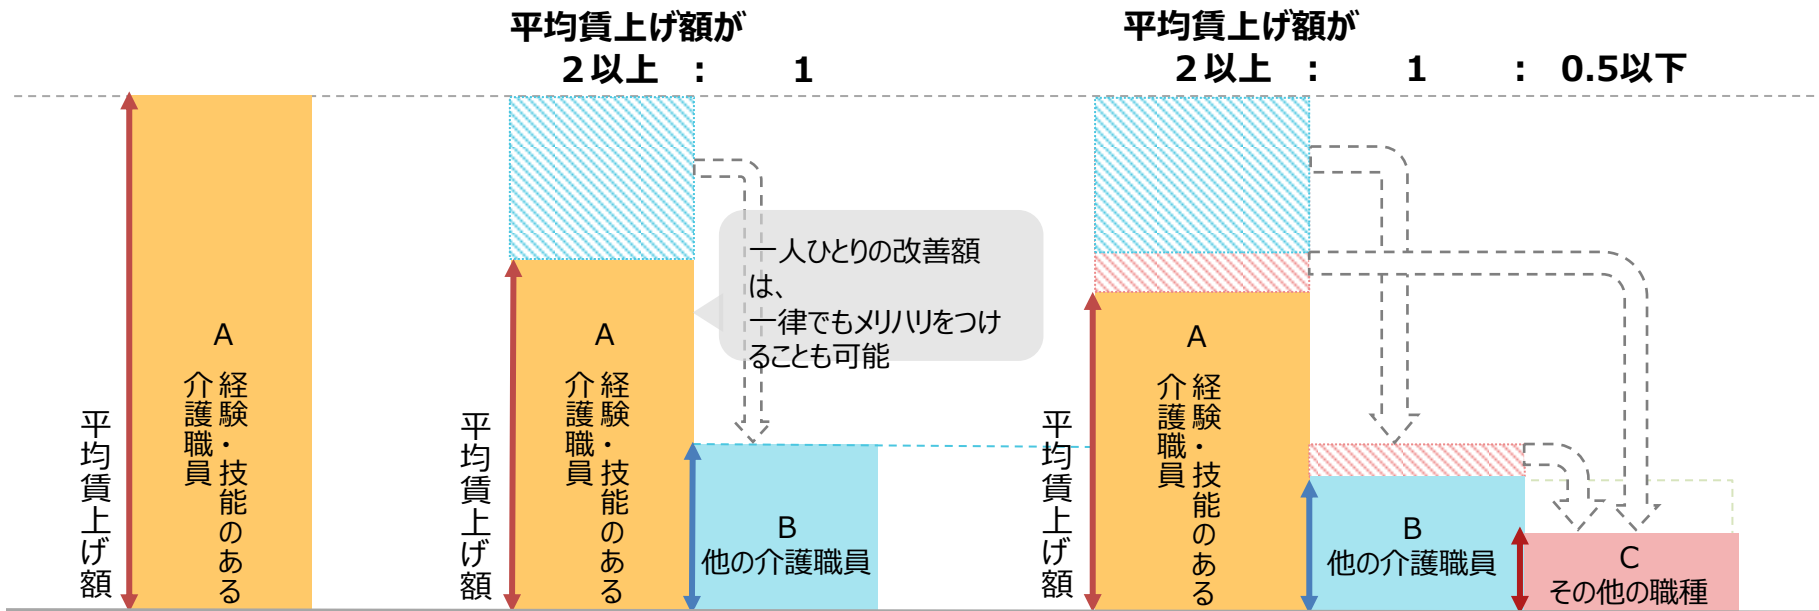 平均賃上げ額が
２以上 : 1
平均賃上げ額が
２以上 : 1 : 0.5以下
平均賃上げ額
A
経験・技能のある
介護職員
平均賃上げ額
A
経験・技能のある
介護職員
一人ひとりの改善額
は、
一律でもメリハリをつけ
ることも可能
B
他の介護職員
平均賃上げ額
A
経験・技能のある
介護職員
B
他の介護職員
C
その他の職種